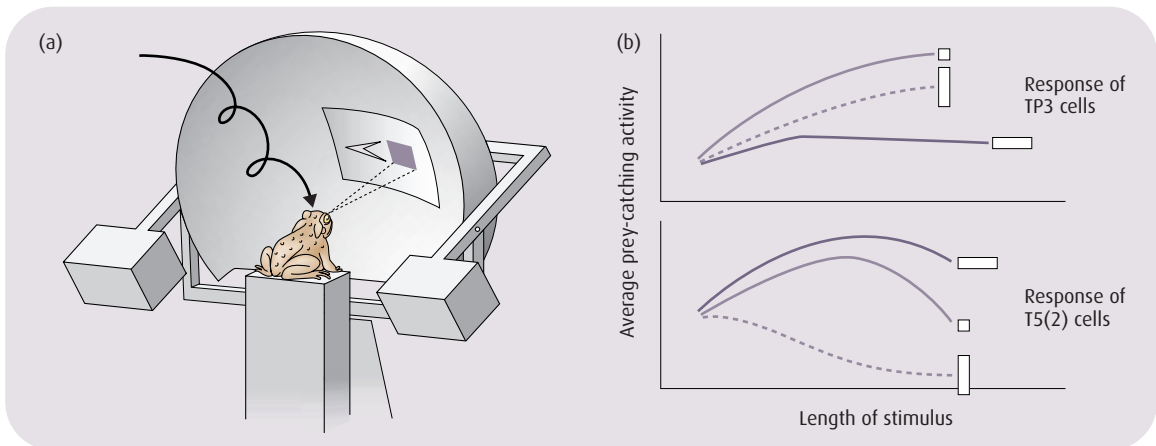 (a)
(b)
Average prey-catching activity
Response of
TP3 cells
Response of
T5(2) cells
Length of stimulus